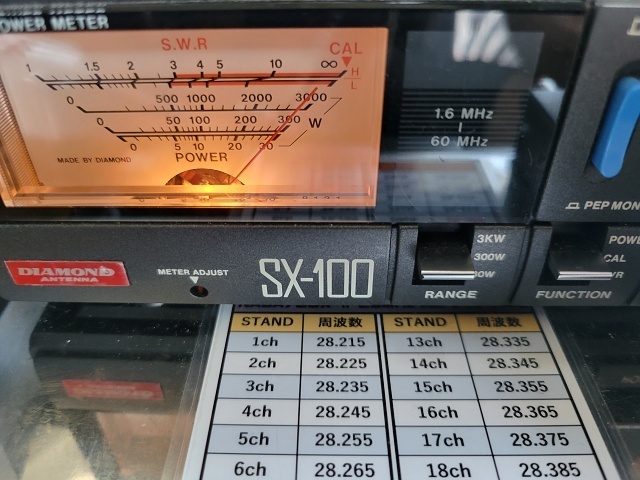 POWER METER
S.W.R
CAL
1 1.5 2 3 4 5 10 ∞ H
L
0 500 1000 2000 3000
0 50 100 200 300 W
0 5 10 20 30
MADE BY DIAMOND
POWER
1.6 MHz
60 MHz
PEP MON
DIAMOND
ANTENNA
METER ADJUST
SX-100
3KW
300W
30W
RANGE
POWE
CAL
FUNCTION
STAND 周波数 STAND 周波数
1ch 28.215 13ch 28.335
2ch 28.225 14ch 28.345
3ch 28.235 15ch 28.355
4ch 28.245 16ch 28.365
5ch 28.255 17ch 28.375
6ch 28.265 18ch 28.385